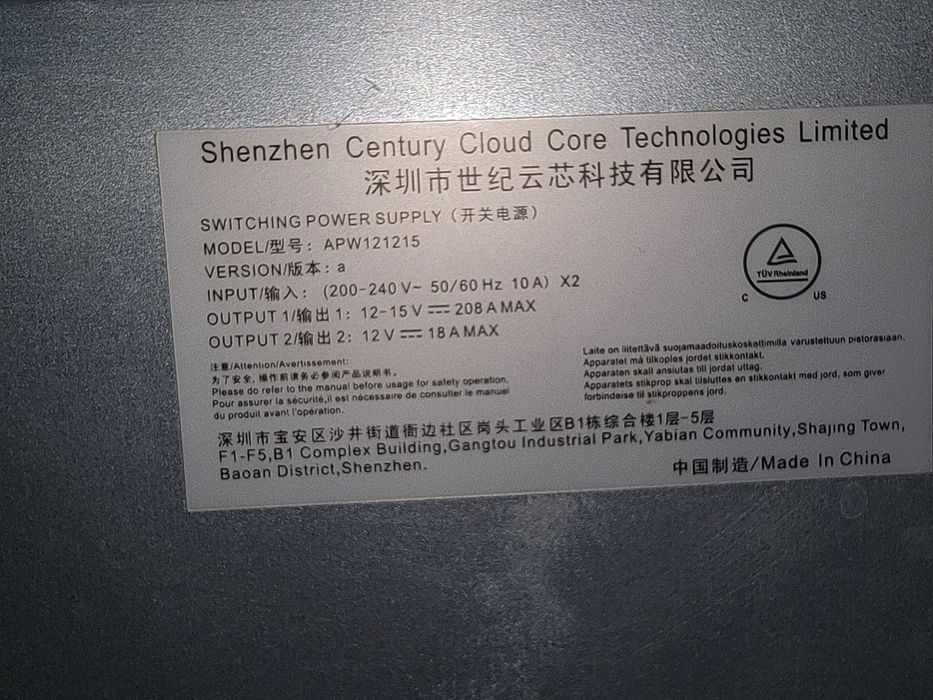 Shenzhen Century Cloud Core Technologies Limited
深圳市世纪云芯科技有限公司
SWITCHING POWER SUPPLY（开关电源）
MODEL/型号：APW121215
VERSION/版本：a
INPUT/输入：(200-240 V~ 50/60 Hz 10 A) X2
OUTPUT 1/输出 1：12-15 V ⎓ 208 A MAX
OUTPUT 2/输出 2：12 V ⎓ 18 A MAX
TÜV Rheinland
C US
注意/Attention/Avertissement:
为了安全,操作前请务必参阅产品说明书。
Please do refer to the manual before usage for safety operation.
Pour assurer la sécurité,il est nécessaire de consulter le manuel
du produit avant l'opération.
Laite on liitettävä suojamaadoituskoskettimilla varustettuun pistorasiaan.
Apparatet må tilkoples jordet stikkontakt.
Apparaten skall anslutas till jordat uttag.
Apparatets stikprop skal tilsluttes en stikkontakt med jord, som giver
forbindelse til stikproppens jord.
深圳市宝安区沙井街道衙边社区岗头工业区B1栋综合楼1层-5层
F1-F5,B1 Complex Building,Gangtou Industrial Park,Yabian Community,Shajing Town,
Baoan District,Shenzhen.
中国制造/Made In China